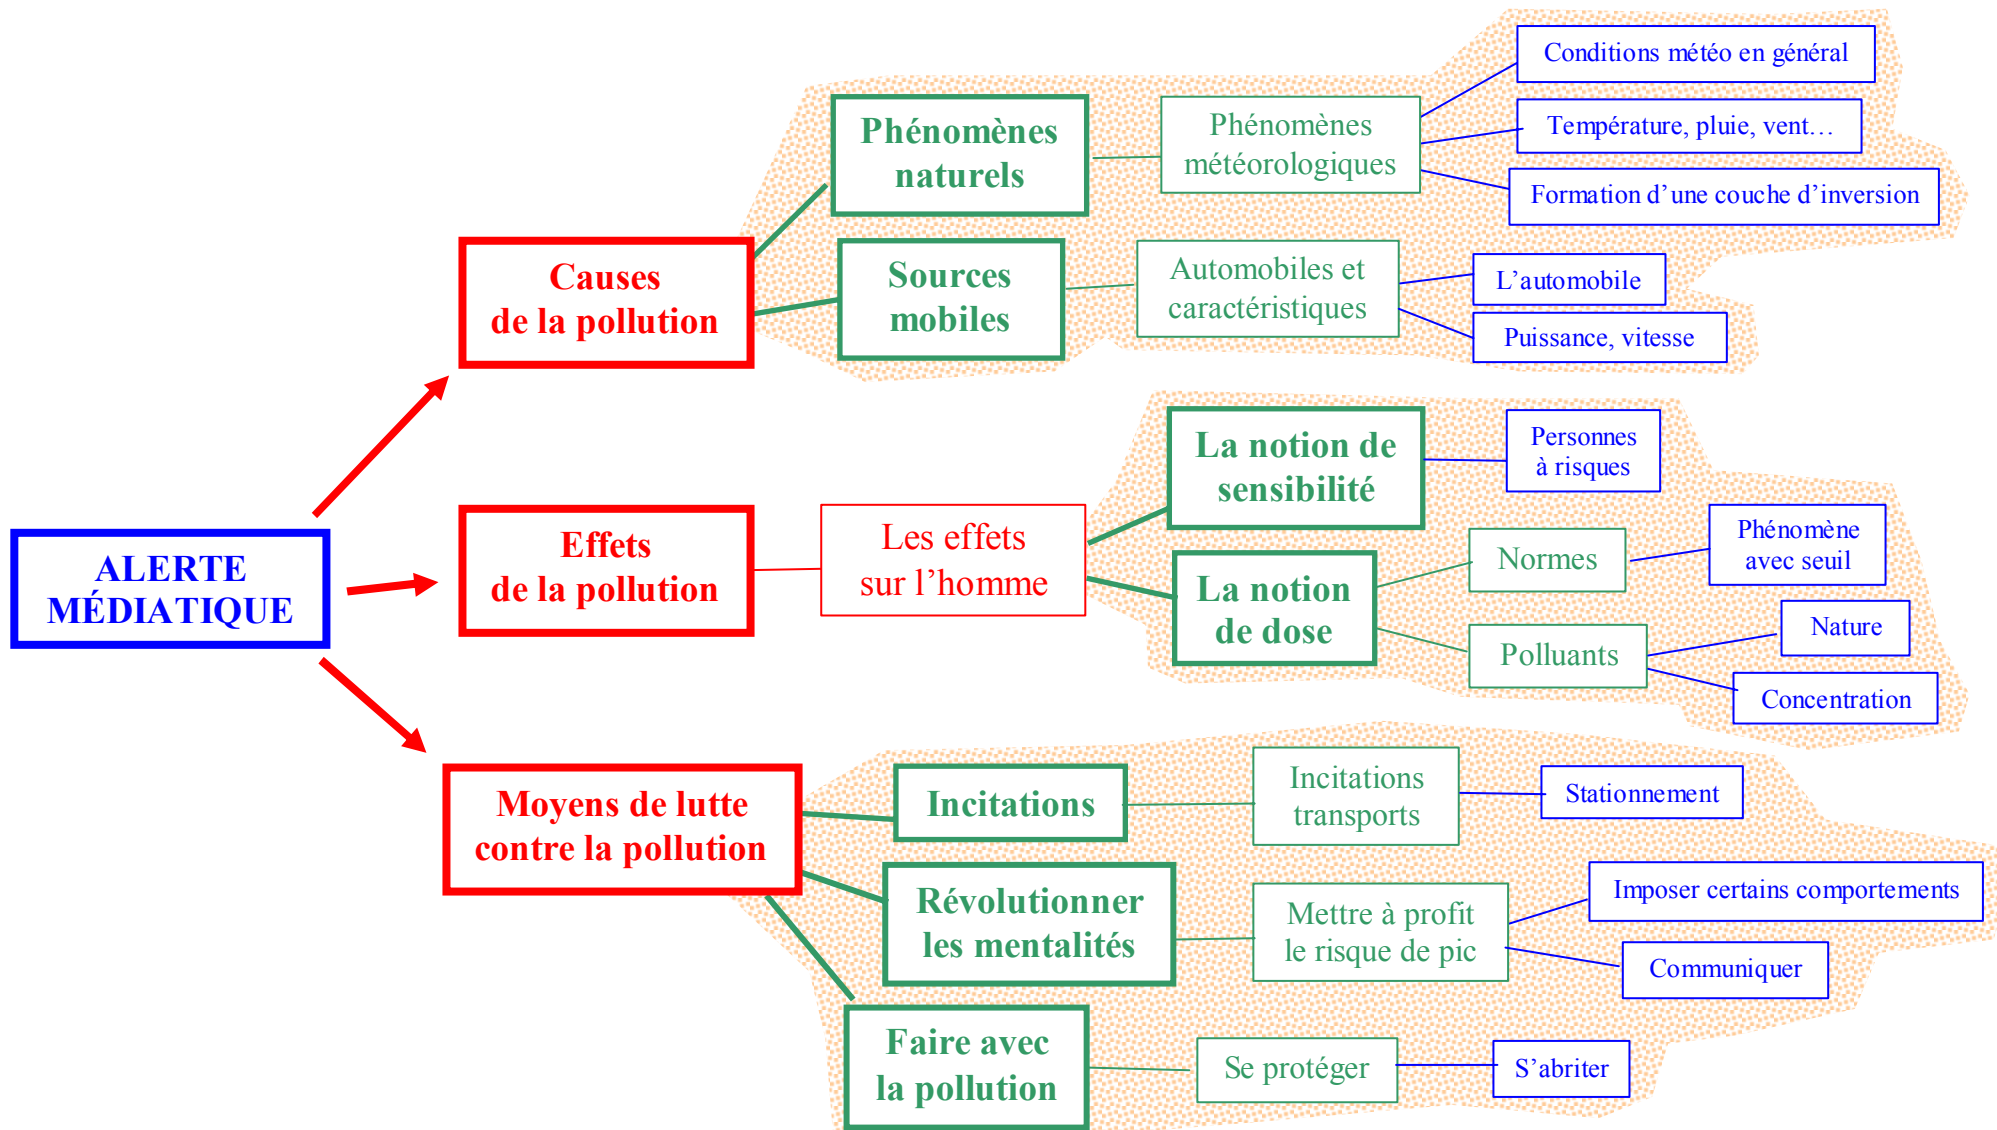 ALERTE
MÉDIATIQUE
Causes
de la pollution
Phénomènes
naturels
Phénomènes
météorologiques
Conditions météo en général
Température, pluie, vent…
Formation d’une couche d’inversion
Sources
mobiles
Automobiles et
caractéristiques
L’automobile
Puissance, vitesse
Effets
de la pollution
Les effets
sur l’homme
La notion de
sensibilité
Personnes
à risques
La notion
de dose
Normes
Phénomène
avec seuil
Polluants
Nature
Concentration
Moyens de lutte
contre la pollution
Incitations
Incitations
transports
Stationnement
Révolutionner
les mentalités
Mettre à profit
le risque de pic
Imposer certains comportements
Communiquer
Faire avec
la pollution
Se protéger
S’abriter